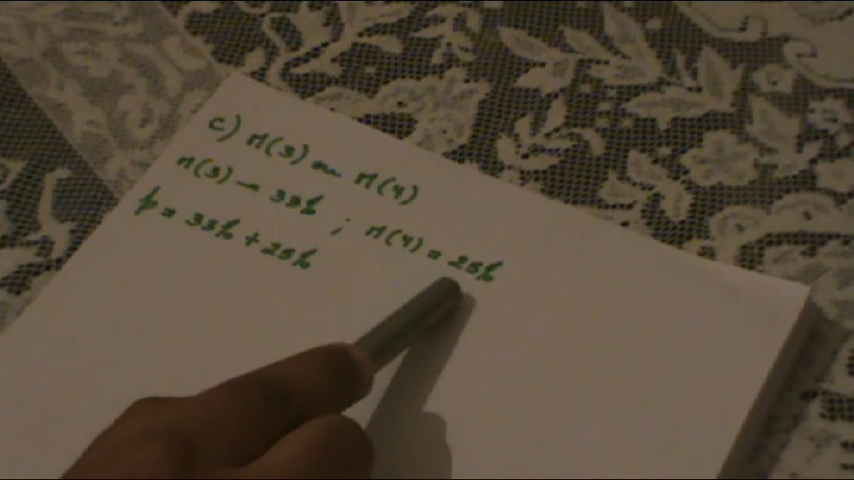 c) M(3) ou M(4)
M(3) = 33% ; M(4) = 25%
p = 33% + 25%